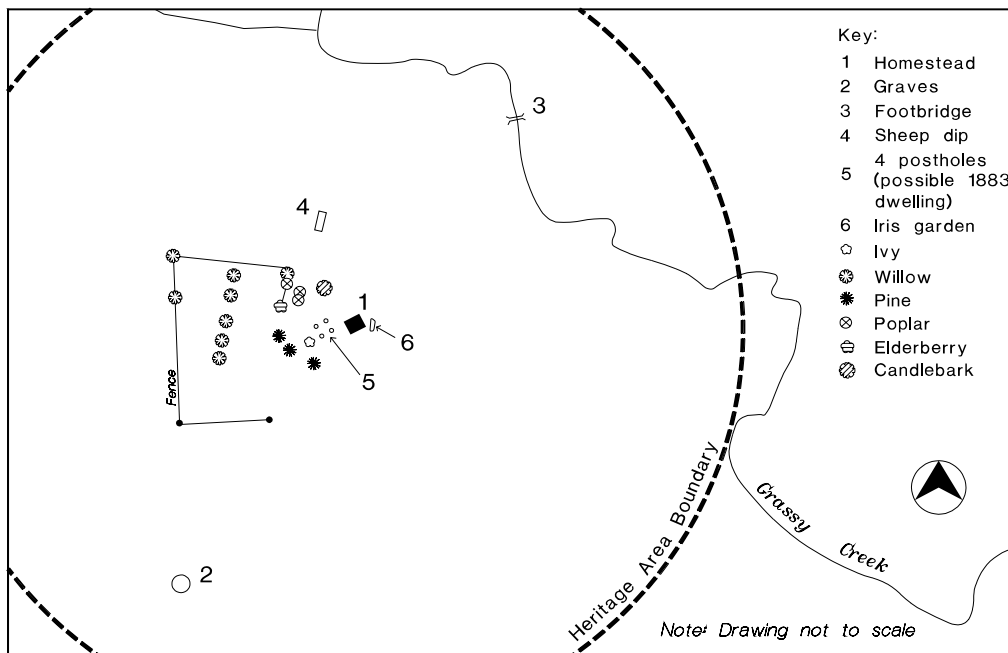 Key:
1 Homestead
2 Graves
3 Footbridge
4 Sheep dip
5 4 postholes
(possible 1883
dwelling)
6 Iris garden
Ivy
Willow
Pine
Poplar
Elderberry
Candlebark
3
4
1
6
5
Fence
2
Heritage Area Boundary
Grassy
Creek
Note: Drawing not to scale